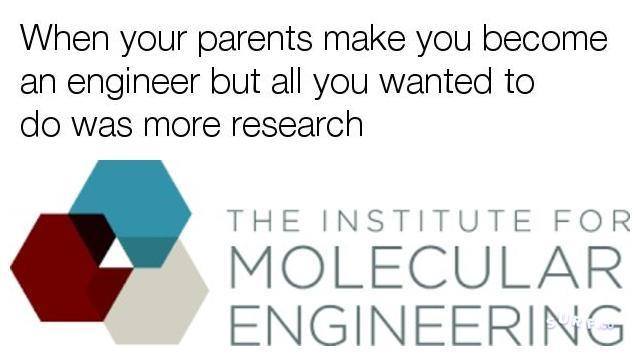 When your parents make you become
an engineer but all you wanted to
do was more research
THE INSTITUTE FOR
MOLECULAR
ENGINEERING